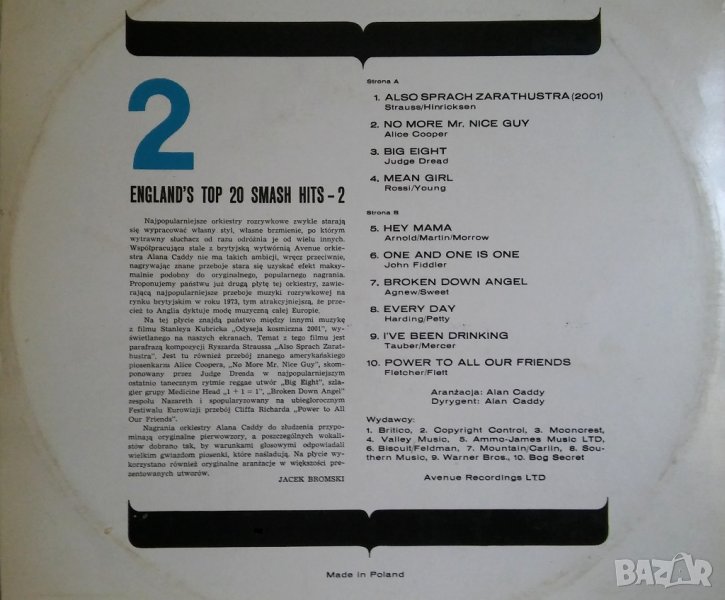 2
ENGLAND'S TOP 20 SMASH HITS – 2
Najpopularniejsze orkiestry rozrywkowe zwykle starają
się wypracować własny styl, własne brzmienie, po którym
wytrawny słuchacz od razu odróżnia je od wielu innych.
Współpracująca stale z brytyjską wytwórnią Avenue orkie-
stra Alana Caddy nie ma takich ambicji, wręcz przeciwnie,
nagrywając znane przeboje stara się uzyskać efekt maksy-
malnie podobny do oryginalnego, popularnego nagrania.
Proponujemy państwu już drugą płytę tej orkiestry, zawie-
rającą najpopularniejsze przeboje muzyki rozrywkowej na
rynku brytyjskim w roku 1973, tym atrakcyjniejszą, że prze-
cież to Anglia dyktuje modę muzyczną całej Europie.
Na tej płycie znajdą państwo między innymi muzykę
z filmu Stanleya Kubricka „Odyseja kosmiczna 2001", wy-
świetlanego na naszych ekranach. Temat z tego filmu jest
parafrazą kompozycji Ryszarda Straussa „Also Sprach Zarat-
hustra". Jest tu również przebój znanego amerykańskiego
piosenkarza Alice Coopera, „No More Mr. Nice Guy", skom-
ponowany przez Judge Dreada w najpopularniejszym
ostatnio tanecznym rytmie reggae utwór „Big Eight", szla-
gier grupy Medicine Head „1 + 1 = 1", „Broken Down Angel"
zespołu Nazareth i spopularyzowany na ubiegłorocznym
Festiwalu Eurowizji przebój Cliffa Richarda „Power to All
Our Friends".
Nagrania orkiestry Alana Caddy do złudzenia przypo-
minają oryginalne pierwowzory, a poszczególnych wokali-
stów dobrano tak, by warunkami głosowymi odpowiadali
wielkim gwiazdom piosenki, które naśladują. Na płycie wy-
korzystano również oryginalne aranżacje w większości pre-
zentowanych utworów.
JACEK BROMSKI
Strona A
1. ALSO SPRACH ZARATHUSTRA (2001)
Strauss/Hinricksen
2. NO MORE Mr. NICE GUY
Alice Cooper
3. BIG EIGHT
Judge Dread
4. MEAN GIRL
Rossi/Young
Strona B
5. HEY MAMA
Arnold/Martin/Morrow
6. ONE AND ONE IS ONE
John Fiddler
7. BROKEN DOWN ANGEL
Agnew/Sweet
8. EVERY DAY
Harding/Petty
9. I'VE BEEN DRINKING
Tauber/Mercer
10. POWER TO ALL OUR FRIENDS
Fletcher/Flett
Aranżacja: Alan Caddy
Dyrygent: Alan Caddy
Wydawcy:
1. Britico, 2. Copyright Control, 3. Mooncrest,
4. Valley Music, 5. Ammo-James Music LTD,
6. Biscuit/Feldman, 7. Mountain/Carlin, 8. Sou-
thern Music, 9. Warner Bros., 10. Bog Secret
Avenue Recordings LTD
Made in Poland
BAZAR